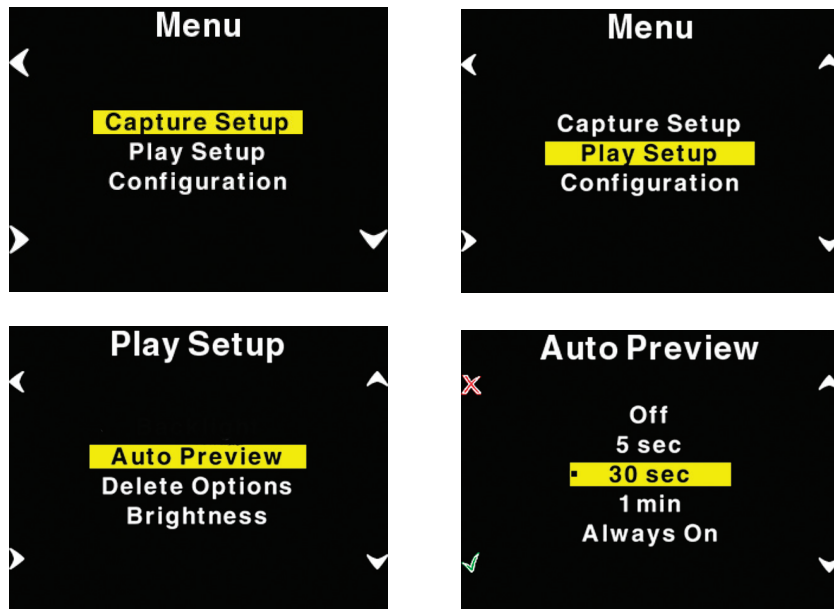 Menu
Capture Setup
Play Setup
Configuration
Menu
Capture Setup
Play Setup
Configuration
Play Setup
Auto Preview
Delete Options
Brightness
Auto Preview
Off
5 sec
30 sec
1 min
Always On